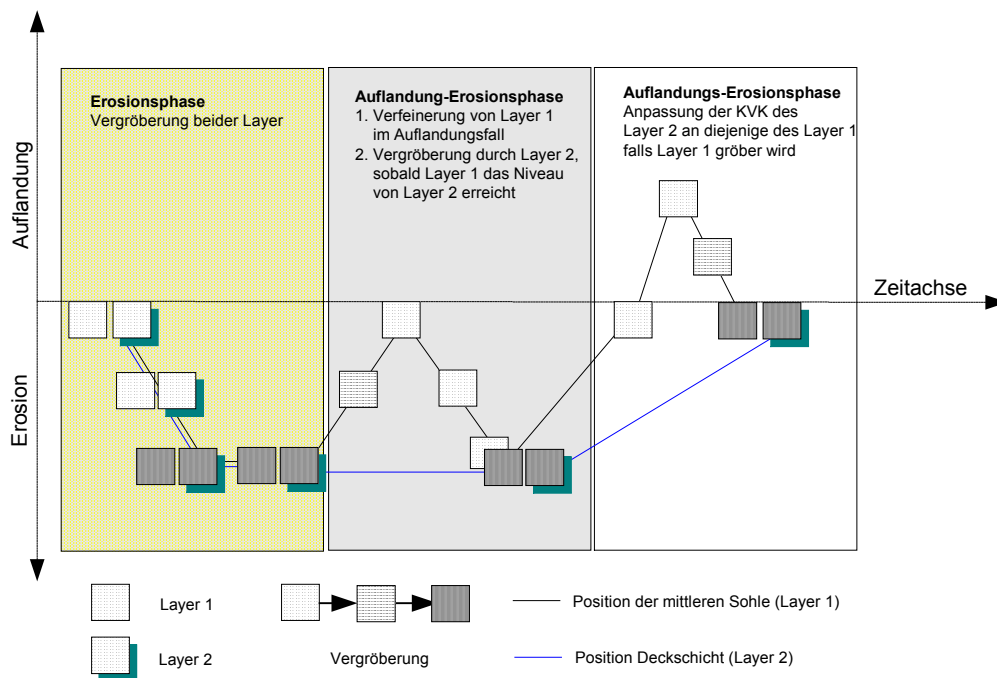 Auflandung
Erosion
Erosionsphase
Vergröberung beider Layer
Auflandung-Erosionsphase
1. Verfeinerung von Layer 1
im Auflandungsfall
2. Vergröberung durch Layer 2,
sobald Layer 1 das Niveau
von Layer 2 erreicht
Auflandungs-Erosionsphase
Anpassung der KVK des
Layer 2 an diejenige des Layer 1
falls Layer 1 gröber wird
Zeitachse
Layer 1
Layer 2
Vergröberung
Position der mittleren Sohle (Layer 1)
Position Deckschicht (Layer 2)